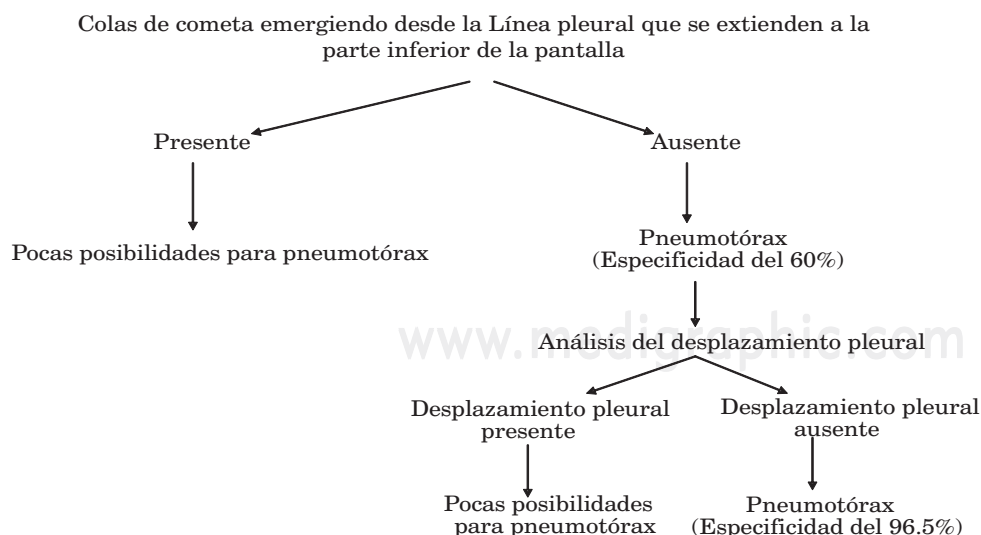 Colas de cometa emergiendo desde la Línea pleural que se extienden a la
parte inferior de la pantalla
Presente
Ausente
Pocas posibilidades para pneumotórax
Pneumotórax
(Especificidad del 60%)
www.medigraphic.com
Análisis del desplazamiento pleural
Desplazamiento pleural
presente
Desplazamiento pleural
ausente
Pocas posibilidades
para pneumotórax
Pneumotórax
(Especificidad del 96.5%)